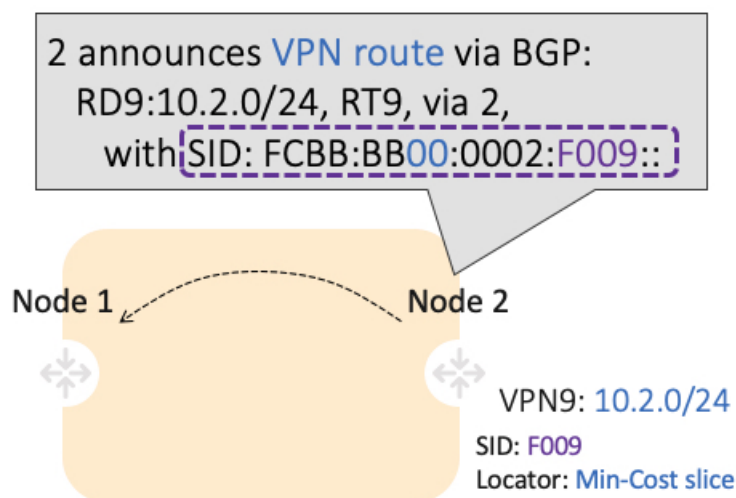 2 announces VPN route via BGP:
RD9:10.2.0/24, RT9, via 2,
with SID: FCBB:BB00:0002:F009::
Node 1
Node 2
VPN9: 10.2.0/24
SID: F009
Locator: Min-Cost slice